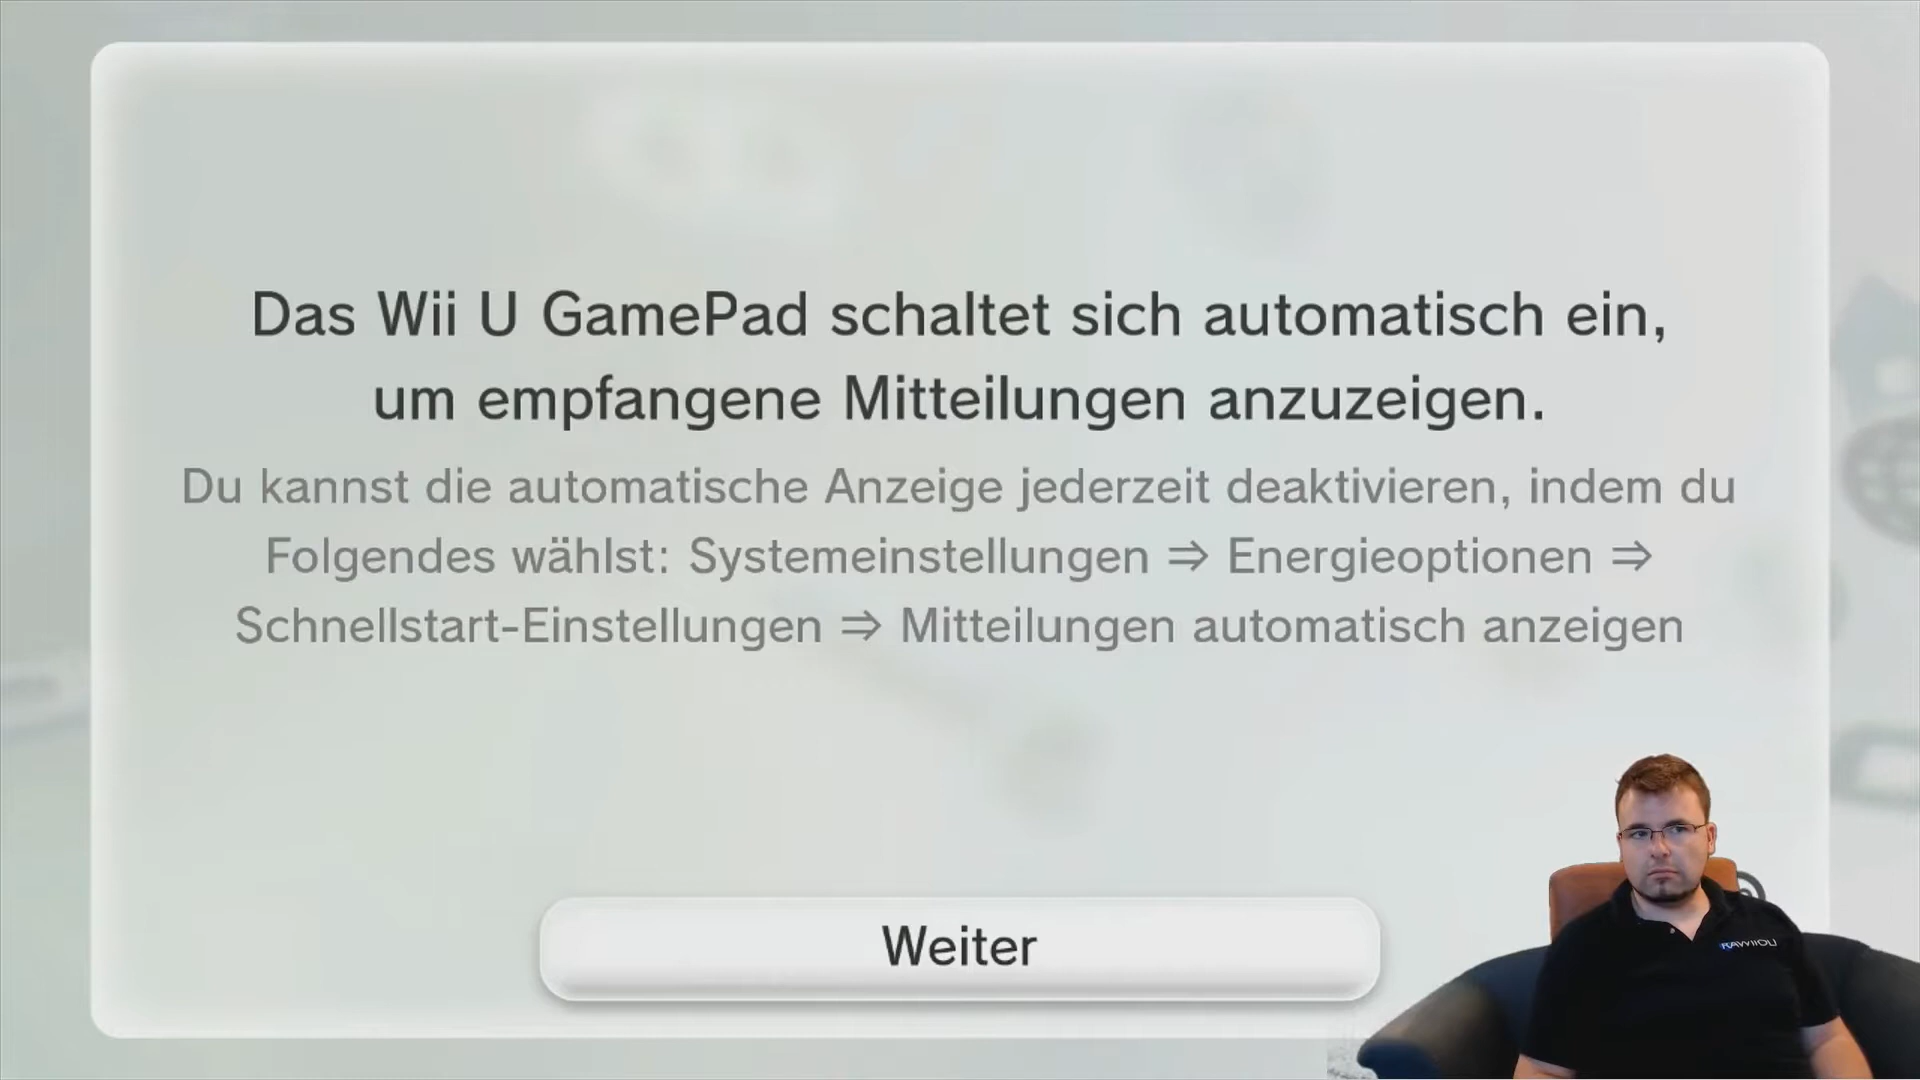 Das Wii U GamePad schaltet sich automatisch ein,
um empfangene Mitteilungen anzuzeigen.
Du kannst die automatische Anzeige jederzeit deaktivieren, indem du
Folgendes wählst: Systemeinstellungen ⇒ Energieoptionen ⇒
Schnellstart-Einstellungen ⇒ Mitteilungen automatisch anzeigen
Weiter
RAWIIOLI